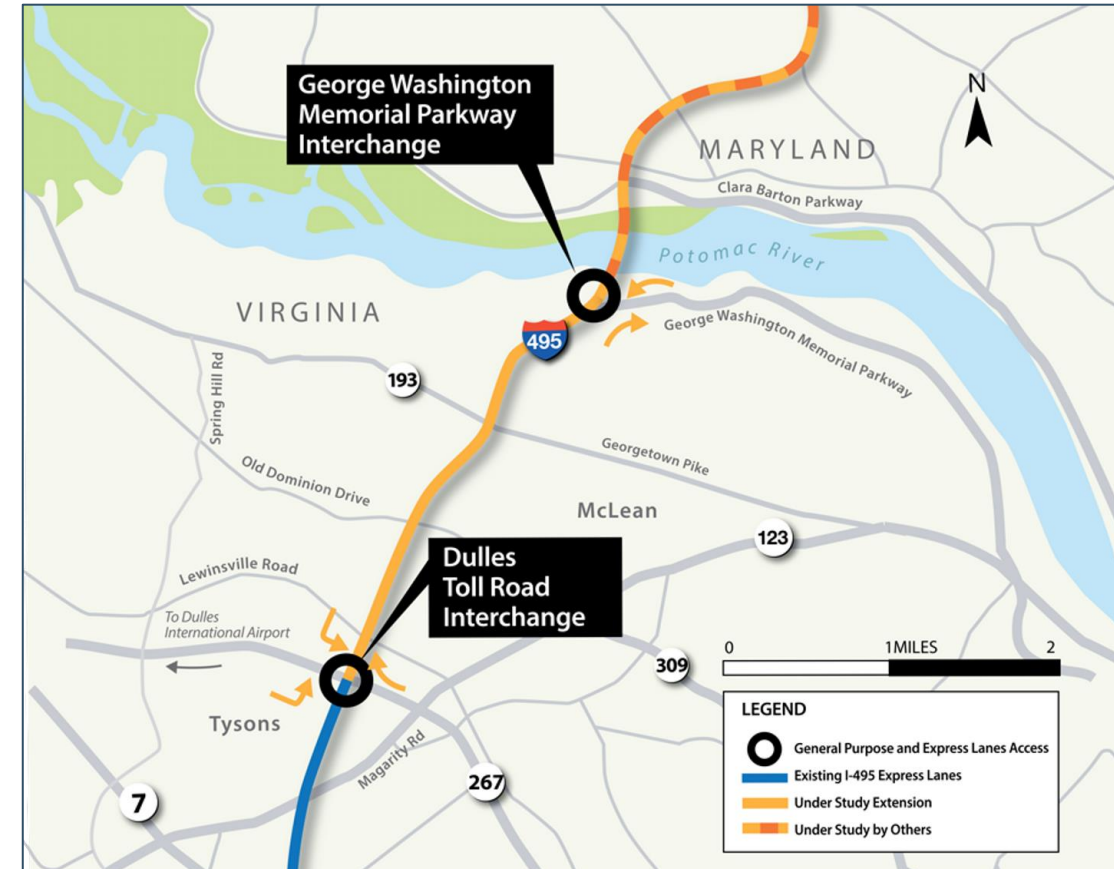 George Washington
Memorial Parkway
Interchange
N
MARYLAND
Clara Barton Parkway
Potomac River
VIRGINIA
495
George Washington Memorial Parkway
193
Spring Hill Rd
Georgetown Pike
Old Dominion Drive
McLean
123
Dulles
Toll Road
Interchange
Lewinsville Road
To Dulles
International Airport
309
0 1MILES 2
Tysons
Magarity Rd
267
7
LEGEND
General Purpose and Express Lanes Access
Existing I-495 Express Lanes
Under Study Extension
Under Study by Others